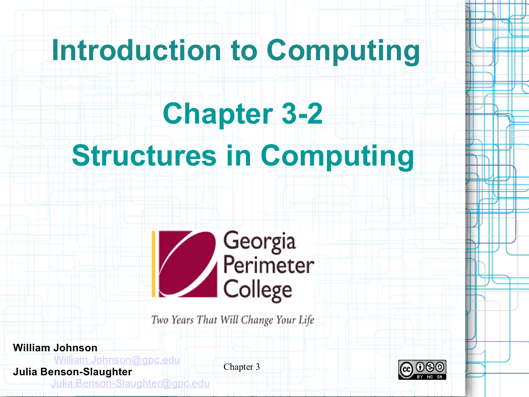 Introduction to Computing
Chapter 3-2
Structures in Computing
Georgia
Perimeter
College
Two Years That Will Change Your Life
William Johnson
William.Johnson@gpc.edu
Julia Benson-Slaughter
Julia.Benson-Slaughter@gpc.edu
Chapter 3
cc
BY NC SA